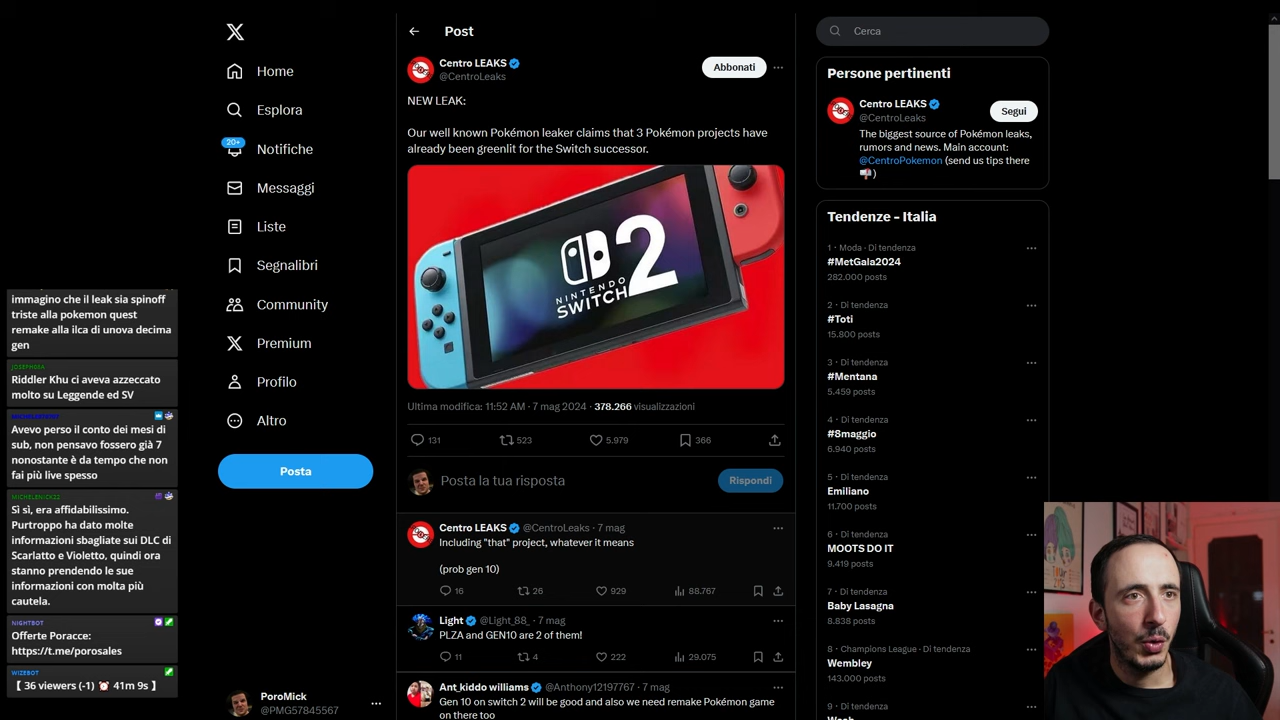 Home
Esplora
20+
Notifiche
Messaggi
Liste
Segnalibri
Community
Premium
Profilo
Altro
Posta
PoroMick
@PMG57845567
immagino che il leak sia spinoff
triste alla pokemon quest
remake alla ilca di unova decima
gen
Riddler Khu ci aveva azzeccato
molto su Leggende ed SV
Avevo perso il conto dei mesi di
sub, non pensavo fossero già 7
nonostante è da tempo che non
fai più live spesso
MICHELENICK22
Sì sì, era affidabilissimo.
Purtroppo ha dato molte
informazioni sbagliate sui DLC di
Scarlatto e Violetto, quindi ora
stanno prendendo le sue
informazioni con molta più
cautela.
NIGHTBOT
Offerte Poracce:
https://t.me/porosales
WIZEBOT
【 36 viewers (-1) ⏰ 41m 9s 】
Post
Centro LEAKS
@CentroLeaks
Abbonati
NEW LEAK:
Our well known Pokémon leaker claims that 3 Pokémon projects have
already been greenlit for the Switch successor.
2
NINTENDO
SWITCH
Ultima modifica: 11:52 AM · 7 mag 2024 · 378.266 visualizzazioni
131 523 5.979 366
Posta la tua risposta
Rispondi
Centro LEAKS @CentroLeaks · 7 mag
Including "that" project, whatever it means
(prob gen 10)
16 26 929 88.767
Light @Light_88_ · 7 mag
PLZA and GEN10 are 2 of them!
11 4 222 29.075
Ant_kiddo williams @Anthony12197767 · 7 mag
Gen 10 on switch 2 will be good and also we need remake Pokémon game
on there too
Cerca
Persone pertinenti
Centro LEAKS
@CentroLeaks
Segui
The biggest source of Pokémon leaks,
rumors and news. Main account:
@CentroPokemon (send us tips there
📬)
Tendenze - Italia
1 · Moda · Di tendenza
#MetGala2024
282.000 posts
2 · Di tendenza
#Toti
15.800 posts
3 · Di tendenza
#Mentana
5.459 posts
4 · Di tendenza
#8maggio
6.940 posts
5 · Di tendenza
Emiliano
11.700 posts
6 · Di tendenza
MOOTS DO IT
9.419 posts
7 · Di tendenza
Baby Lasagna
8.838 posts
8 · Champions League · Di tendenza
Wembley
143.000 posts
9 · Di tendenza